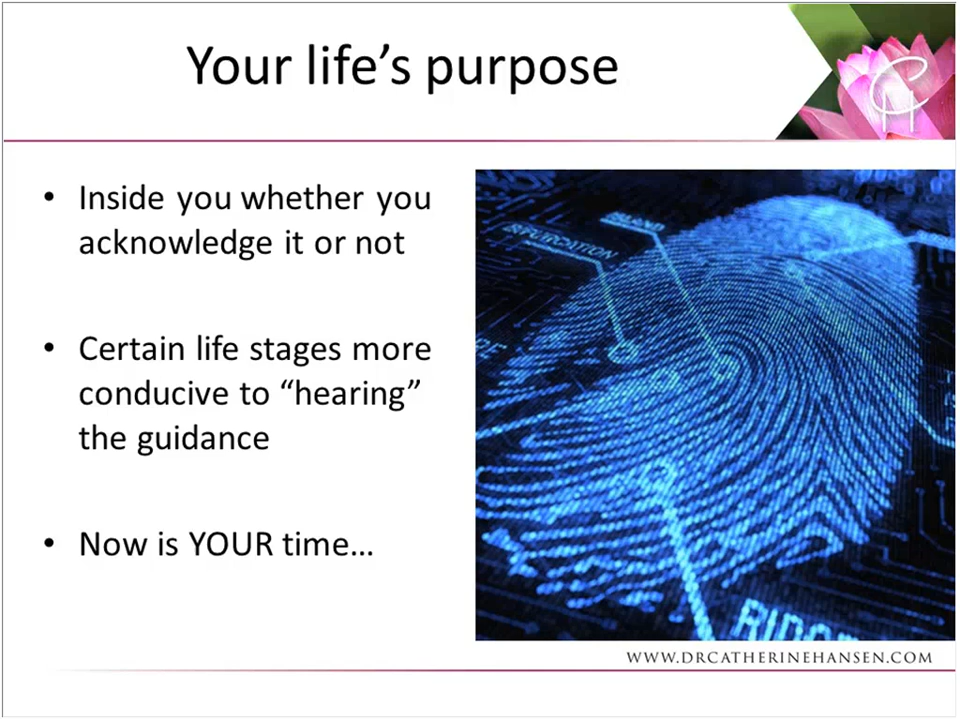 Your life’s purpose
• Inside you whether you
acknowledge it or not
• Certain life stages more
conducive to “hearing”
the guidance
• Now is YOUR time…
BIFURCATION
WWW.DRCATHERINEHANSEN.COM